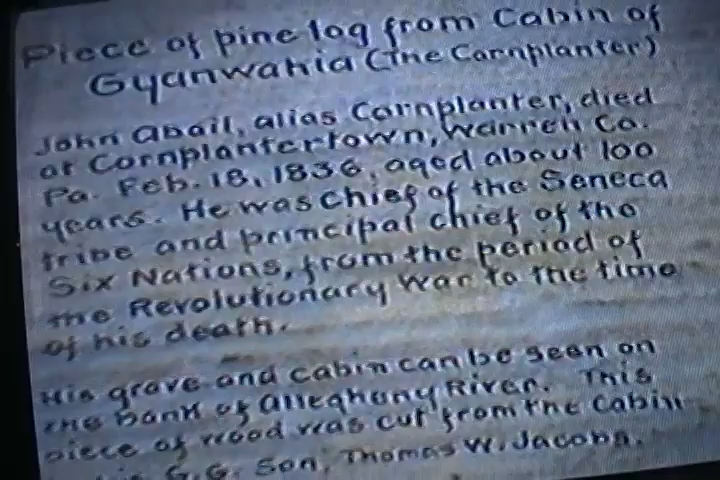 Piece of pine log from Cabin of
Gyanwahia (The Cornplanter)
John Abail, alias Cornplanter, died
at Cornplantertown, Warren Co.
Pa. Feb. 18, 1836, aged about 100
years. He was Chief of the Seneca
tribe and principal chief of the
Six Nations, from the period of
the Revolutionary War to the time
of his death.
His grave and cabin can be seen on
the bank of Alleghany River. This
piece of wood was cut from the Cabin
G.G. Son, Thomas W. Jacobs.